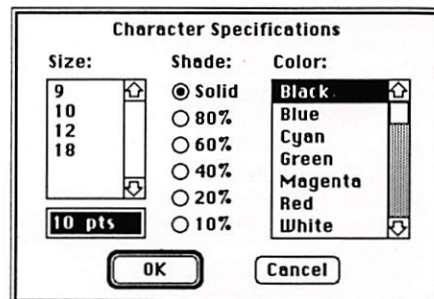 Character Specifications
Size:
9
10
12
18
10 pts
Shade:
Solid
80%
60%
40%
20%
10%
Color:
Black
Blue
Cyan
Green
Magenta
Red
White
OK
Cancel